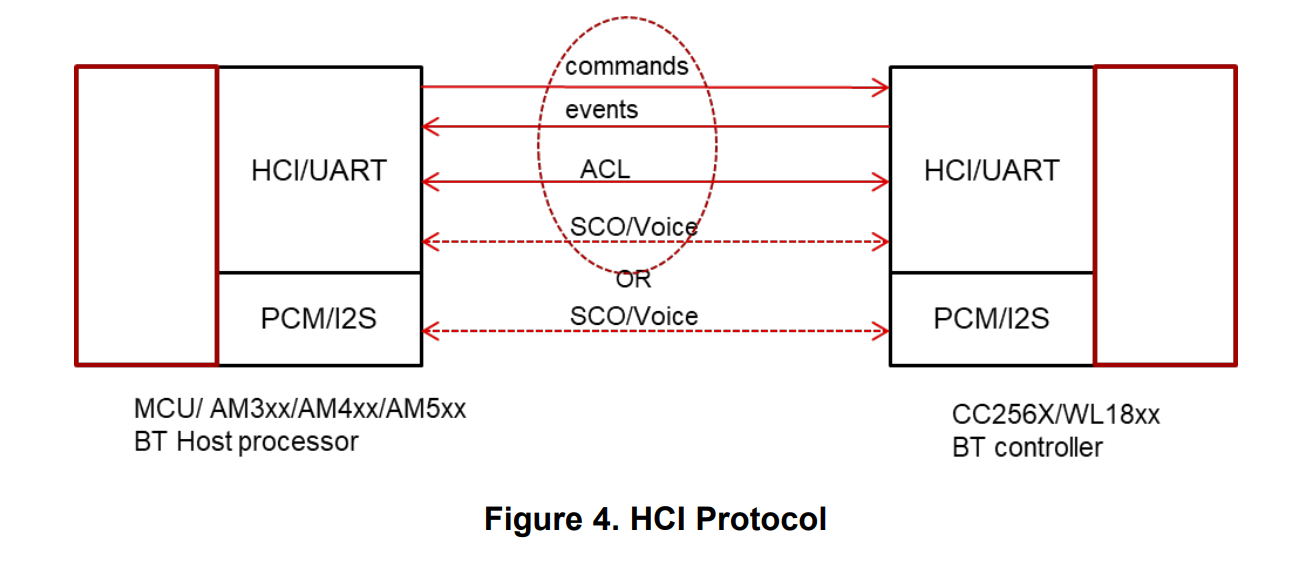 commands
events
HCI/UART
ACL
HCI/UART
SCO/Voice
OR
PCM/I2S
SCO/Voice
PCM/I2S
MCU/ AM3xx/AM4xx/AM5xx
BT Host processor
CC256X/WL18xx
BT controller
Figure 4. HCI Protocol